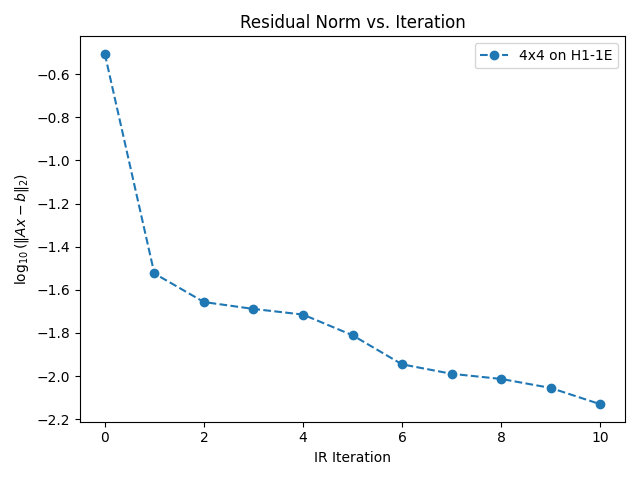 Residual Norm vs. Iteration
4x4 on H1-1E
log10(‖Ax − b‖2)
−0.6
−0.8
−1.0
−1.2
−1.4
−1.6
−1.8
−2.0
−2.2
0 2 4 6 8 10
IR Iteration